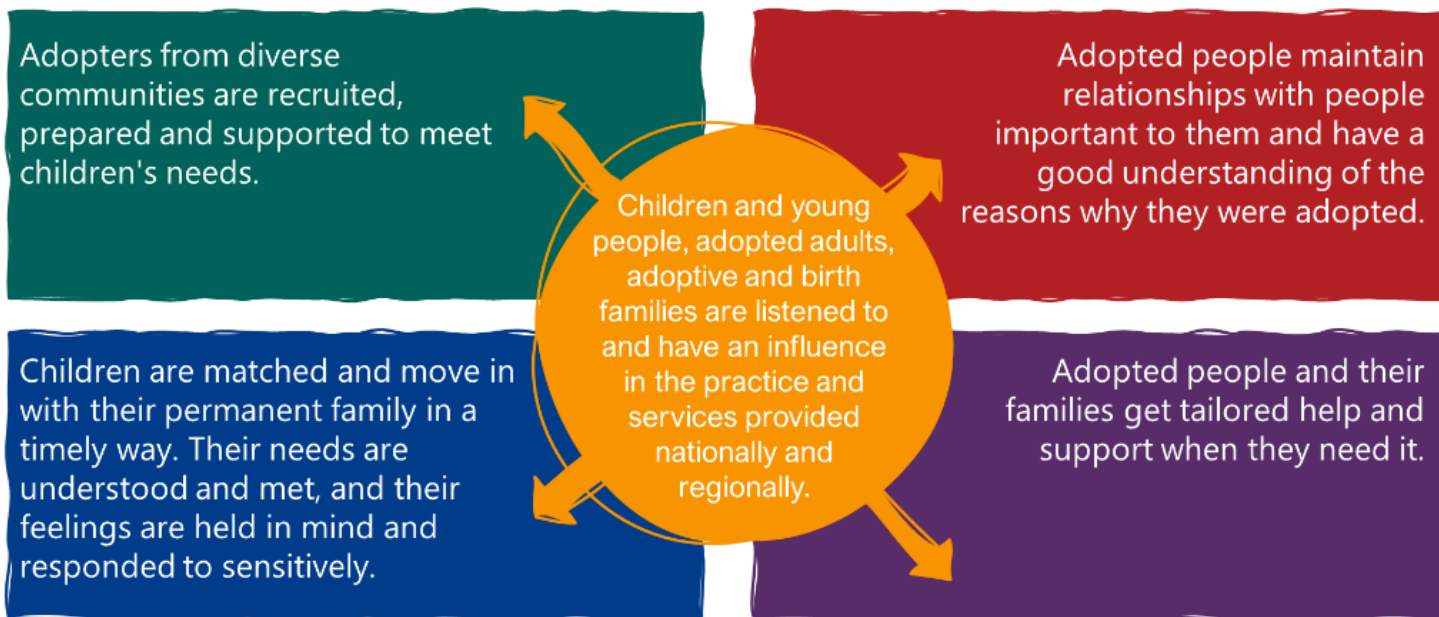 Adopters from diverse
communities are recruited,
prepared and supported to meet
children's needs.
Adopted people maintain
relationships with people
important to them and have a
good understanding of the
reasons why they were adopted.
Children and young
people, adopted adults,
adoptive and birth
families are listened to
and have an influence
in the practice and
services provided
nationally and
regionally.
Children are matched and move in
with their permanent family in a
timely way. Their needs are
understood and met, and their
feelings are held in mind and
responded to sensitively.
Adopted people and their
families get tailored help and
support when they need it.